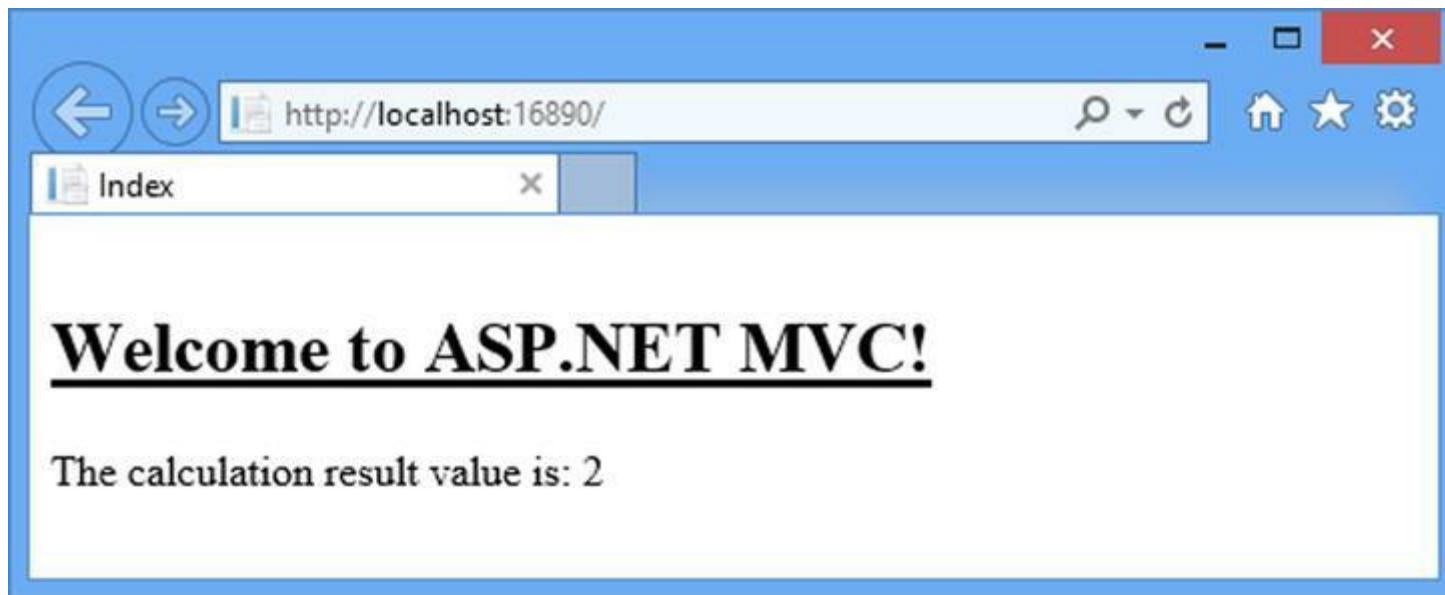 http://localhost:16890/
Index
Welcome to ASP.NET MVC!
The calculation result value is: 2